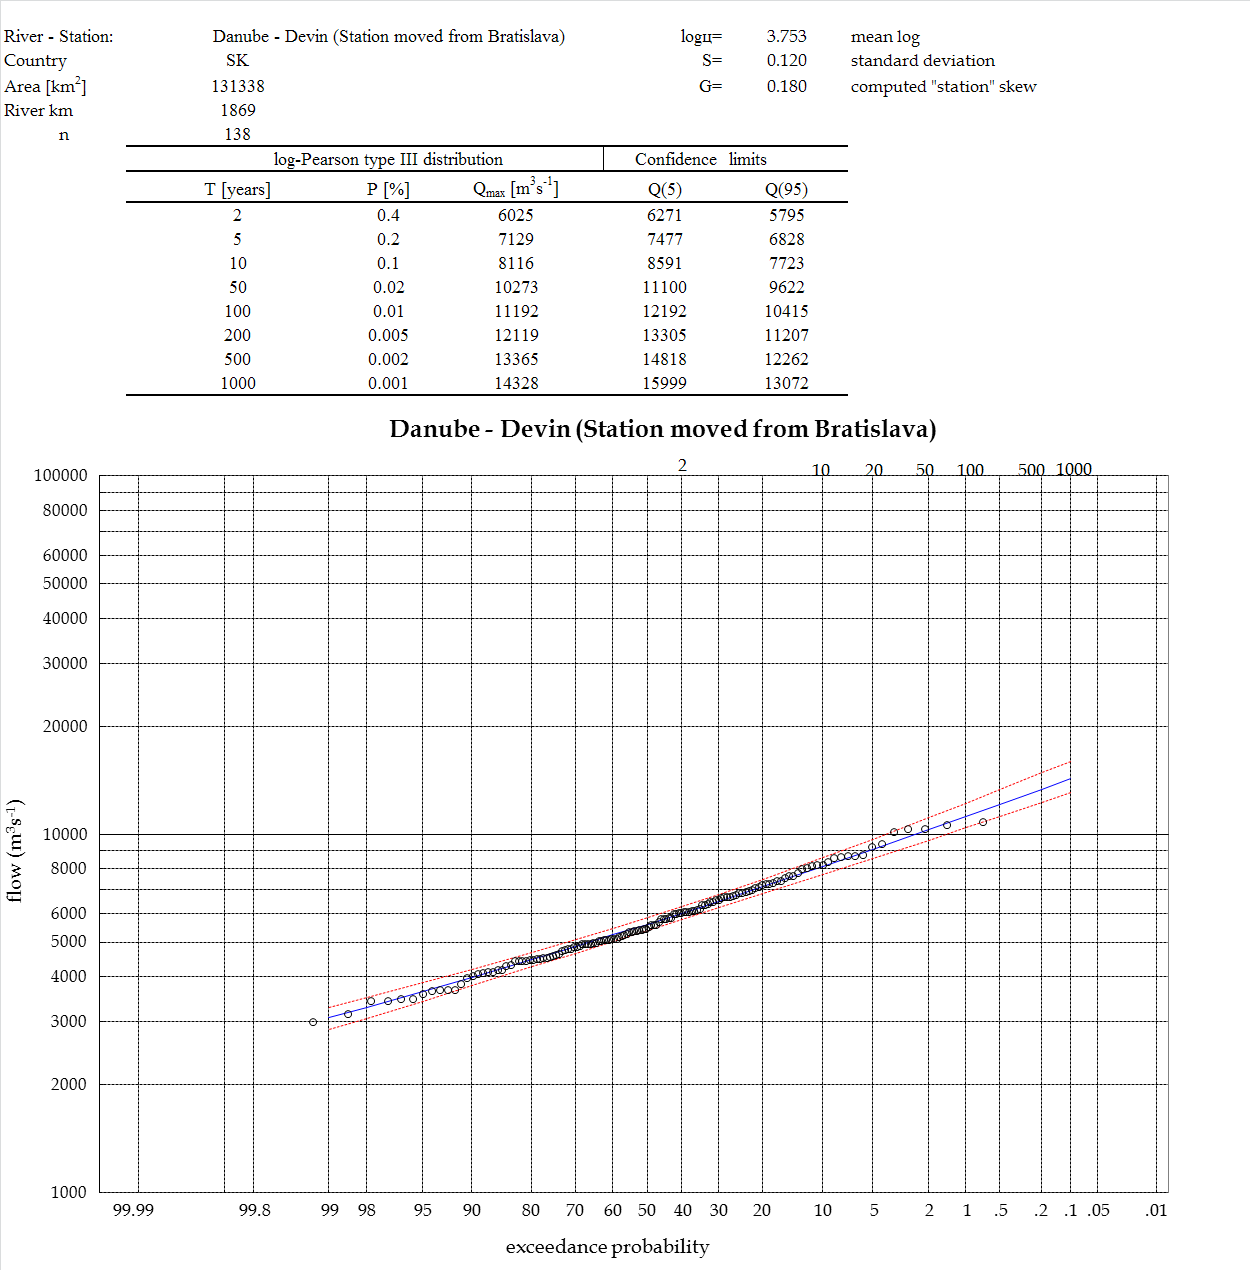 River - Station: Danube - Devin (Station moved from Bratislava) logц= 3.753 mean log
Country SK S= 0.120 standard deviation
Area [km²] 131338 G= 0.180 computed "station" skew
River km 1869
n 138
log-Pearson type III distribution Confidence limits
T [years] P [%] Qmax [m³s⁻¹] Q(5) Q(95)
2 0.4 6025 6271 5795
5 0.2 7129 7477 6828
10 0.1 8116 8591 7723
50 0.02 10273 11100 9622
100 0.01 11192 12192 10415
200 0.005 12119 13305 11207
500 0.002 13365 14818 12262
1000 0.001 14328 15999 13072
Danube - Devin (Station moved from Bratislava)
2 10 20 50 100 500 1000
100000
80000
60000
50000
40000
30000
20000
10000
8000
6000
5000
4000
3000
2000
1000
flow (m³s⁻¹)
99.99 99.8 99 98 95 90 80 70 60 50 40 30 20 10 5 2 1 .5 .2 .1 .05 .01
exceedance probability